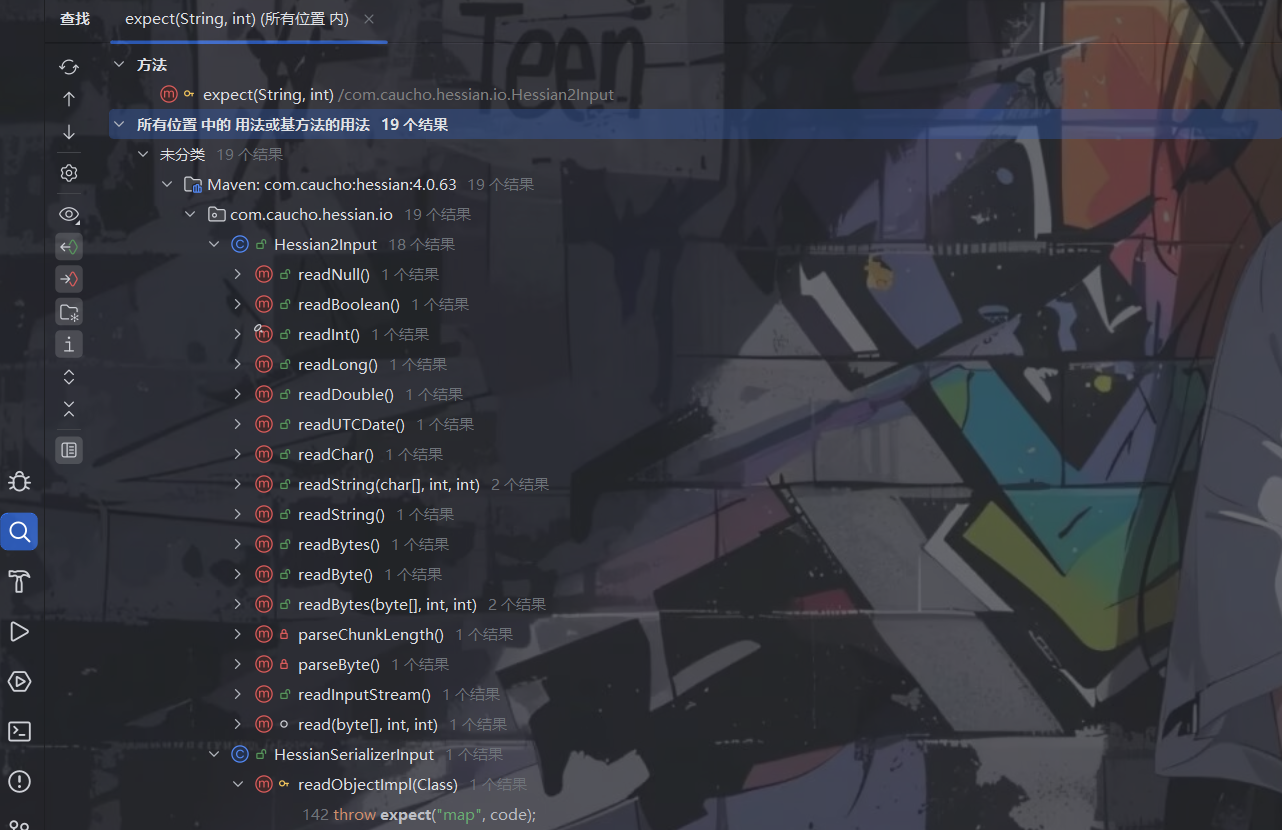 查找 expect(String, int) (所有位置 内)
方法
expect(String, int) /com.caucho.hessian.io.Hessian2Input
所有位置 中的 用法或基方法的用法 19 个结果
未分类 19 个结果
Maven: com.caucho:hessian:4.0.63 19 个结果
com.caucho.hessian.io 19 个结果
Hessian2Input 18 个结果
readNull() 1 个结果
readBoolean() 1 个结果
readInt() 1 个结果
readLong() 1 个结果
readDouble() 1 个结果
readUTCDate() 1 个结果
readChar() 1 个结果
readString(char[], int, int) 2 个结果
readString() 1 个结果
readBytes() 1 个结果
readByte() 1 个结果
readBytes(byte[], int, int) 2 个结果
parseChunkLength() 1 个结果
parseByte() 1 个结果
readInputStream() 1 个结果
read(byte[], int, int) 1 个结果
HessianSerializerInput 1 个结果
readObjectImpl(Class) 1 个结果
142 throw expect("map", code);
Teen